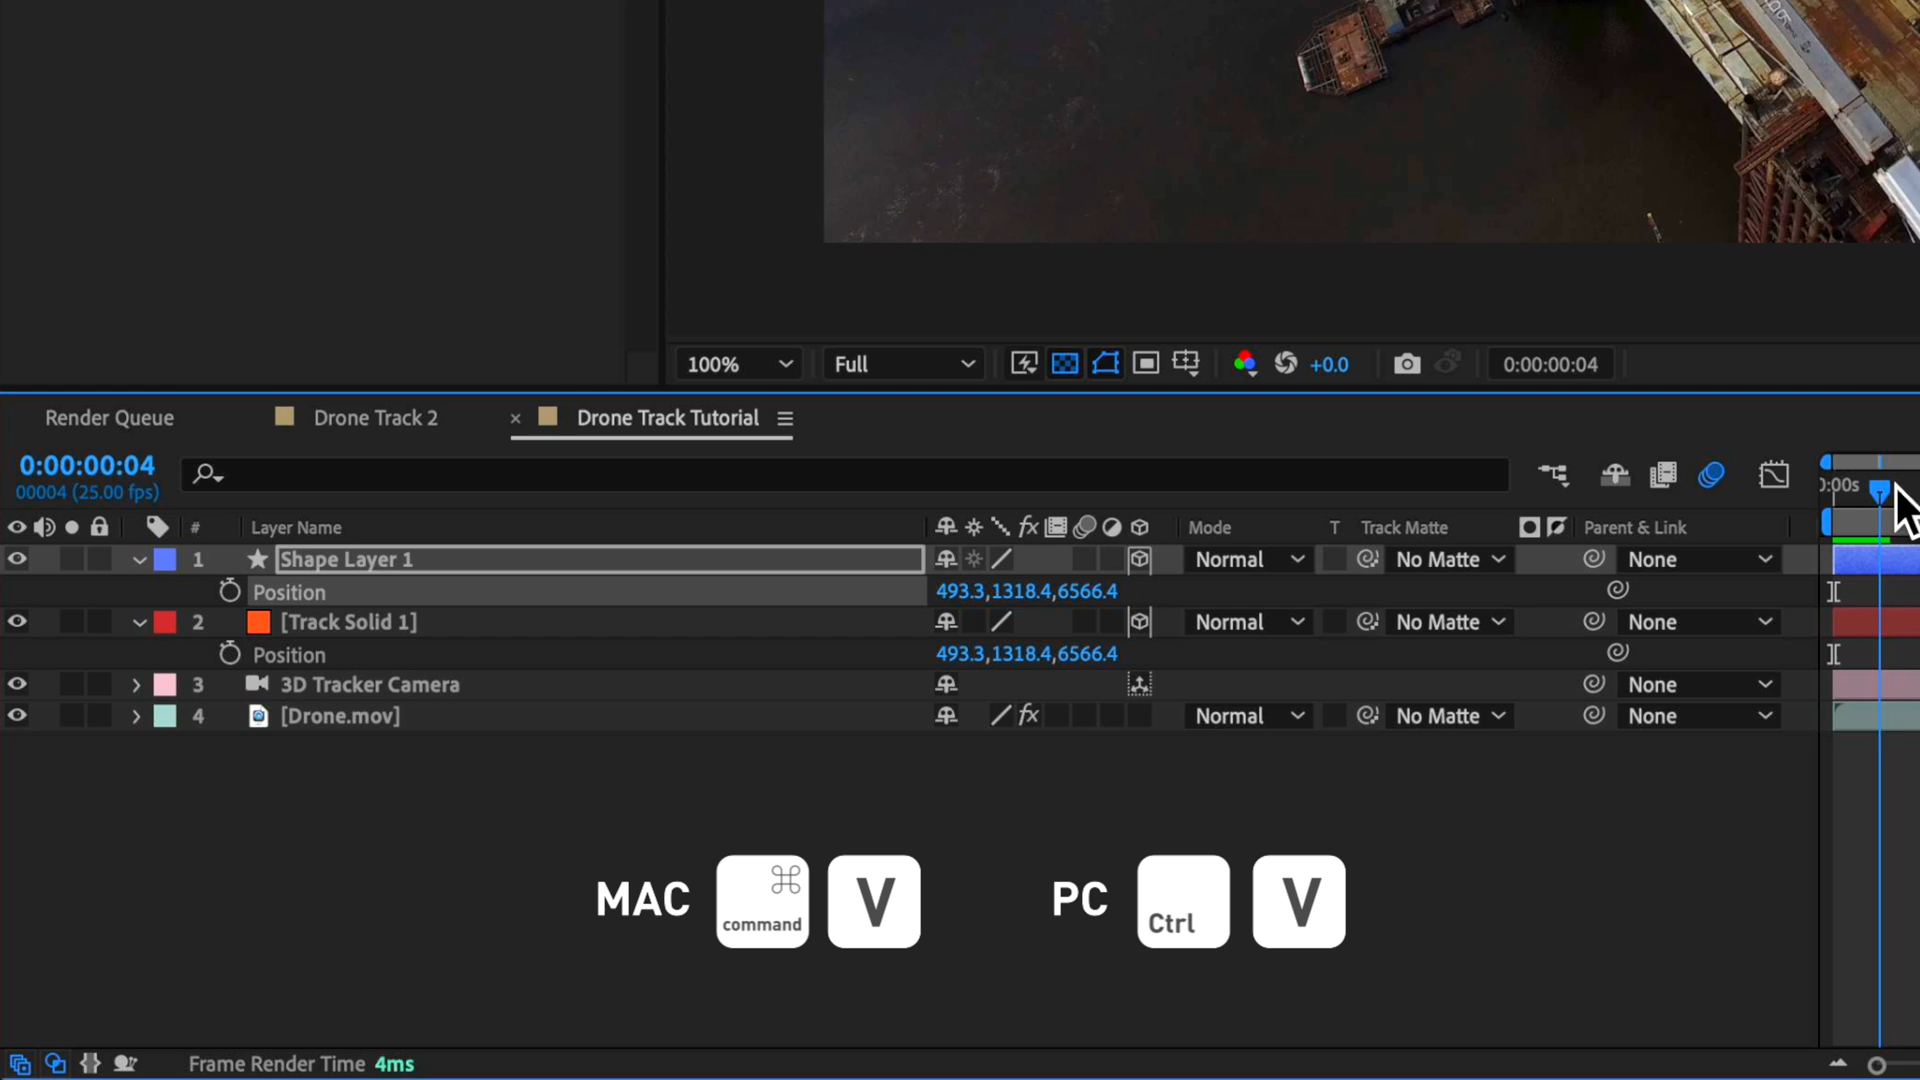 100%
Full
+0.0
0:00:00:04
Render Queue
Drone Track 2
× Drone Track Tutorial
0:00:00:04
00004 (25.00 fps)
0:00s
# Layer Name fx Mode T Track Matte Parent & Link
1 Shape Layer 1 Normal No Matte None
Position 493.3,1318.4,6566.4
2 [Track Solid 1] Normal No Matte None
Position 493.3,1318.4,6566.4
3 3D Tracker Camera None
4 [Drone.mov] fx Normal No Matte None
MAC ⌘ command V PC Ctrl V
Frame Render Time 4ms